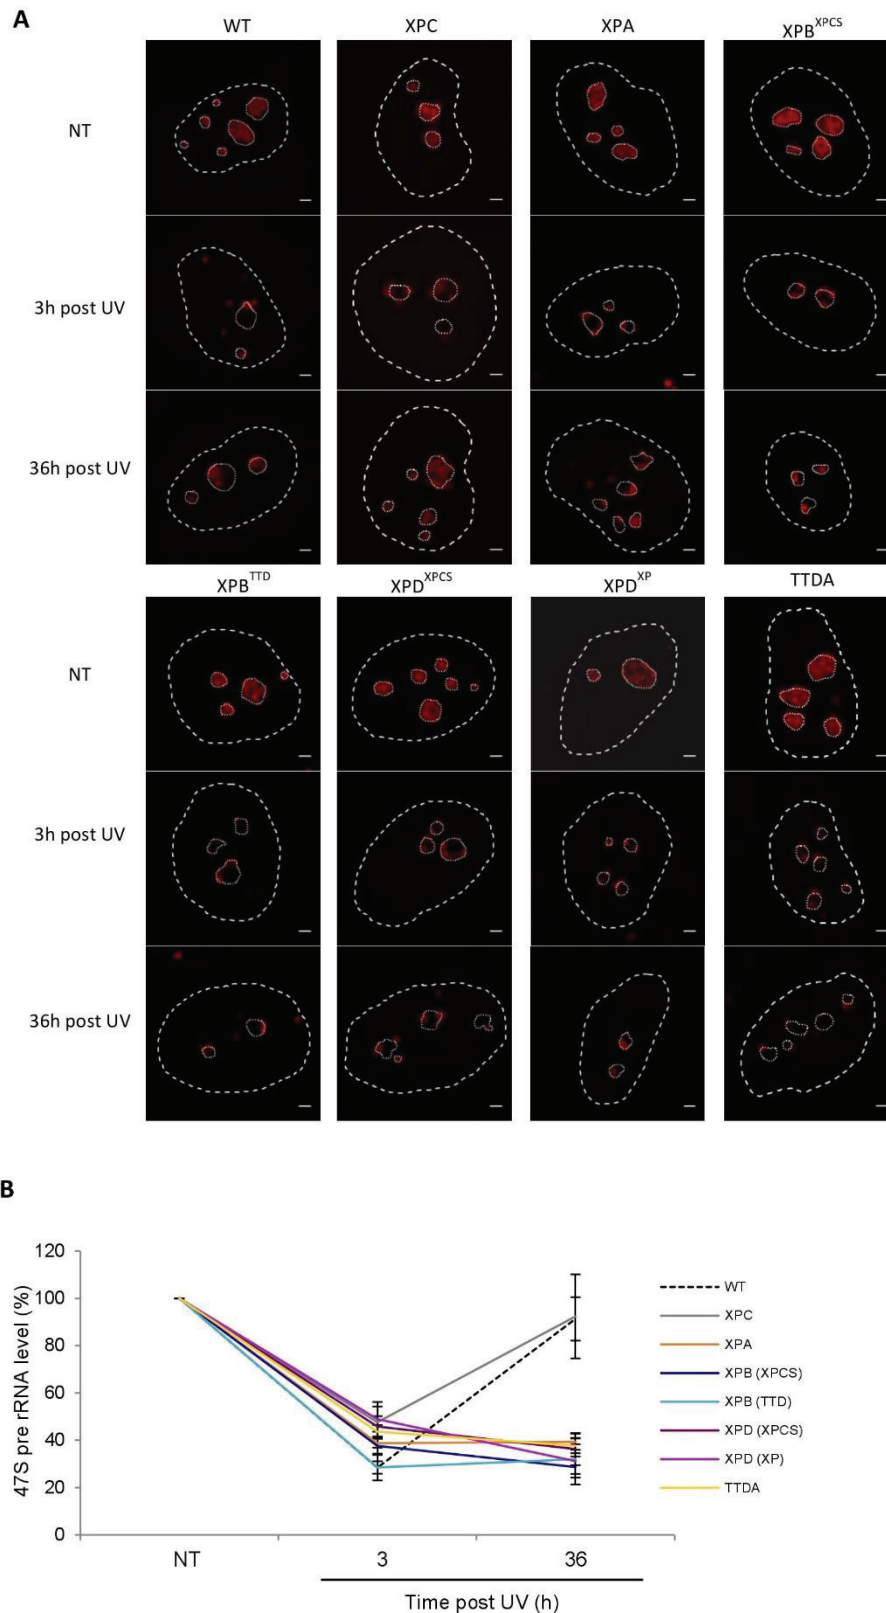 A
WT XPC XPA XPB^XPCS
NT
3h post UV
36h post UV
XPB^TTD XPD^XPCS XPD^XP TTDA
NT
3h post UV
36h post UV
B
47S pre rRNA level (%)
120
100
80
60
40
20
0
NT 3 36
Time post UV (h)
WT
XPC
XPA
XPB (XPCS)
XPB (TTD)
XPD (XPCS)
XPD (XP)
TTDA